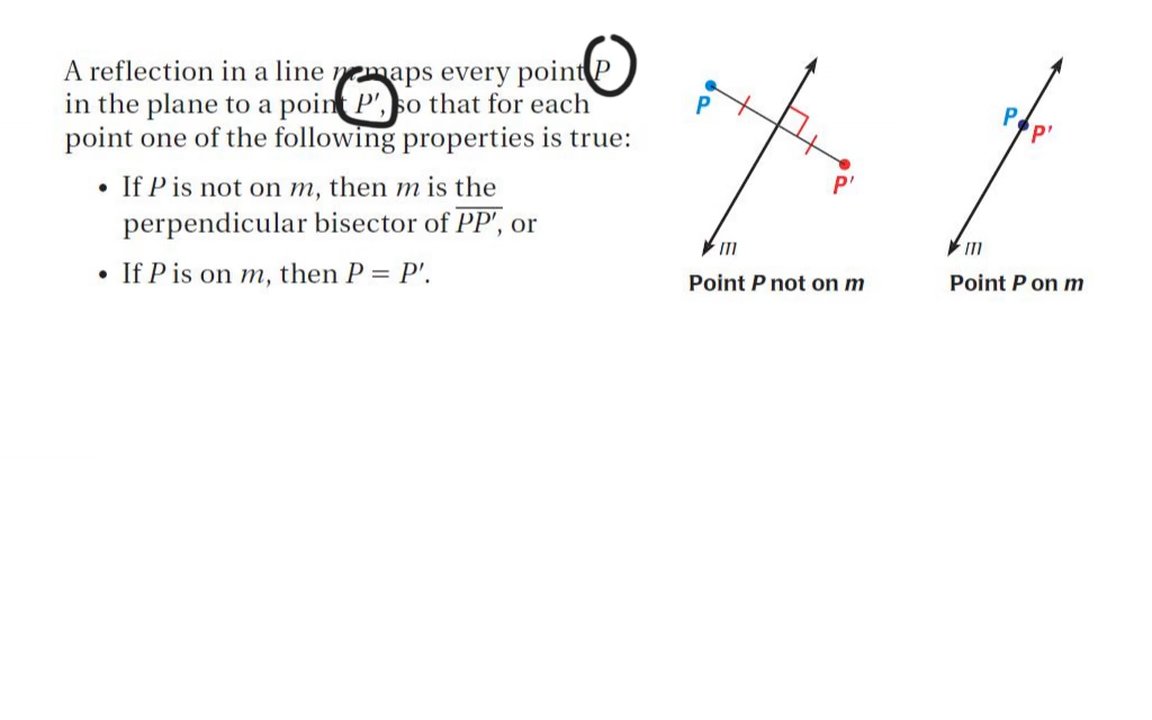 A reflection in a line m maps every point P
in the plane to a point P', so that for each
point one of the following properties is true:
• If P is not on m, then m is the
perpendicular bisector of P̅P̅'̅, or
• If P is on m, then P = P'.
P
P'
m
Point P not on m
P
P'
m
Point P on m